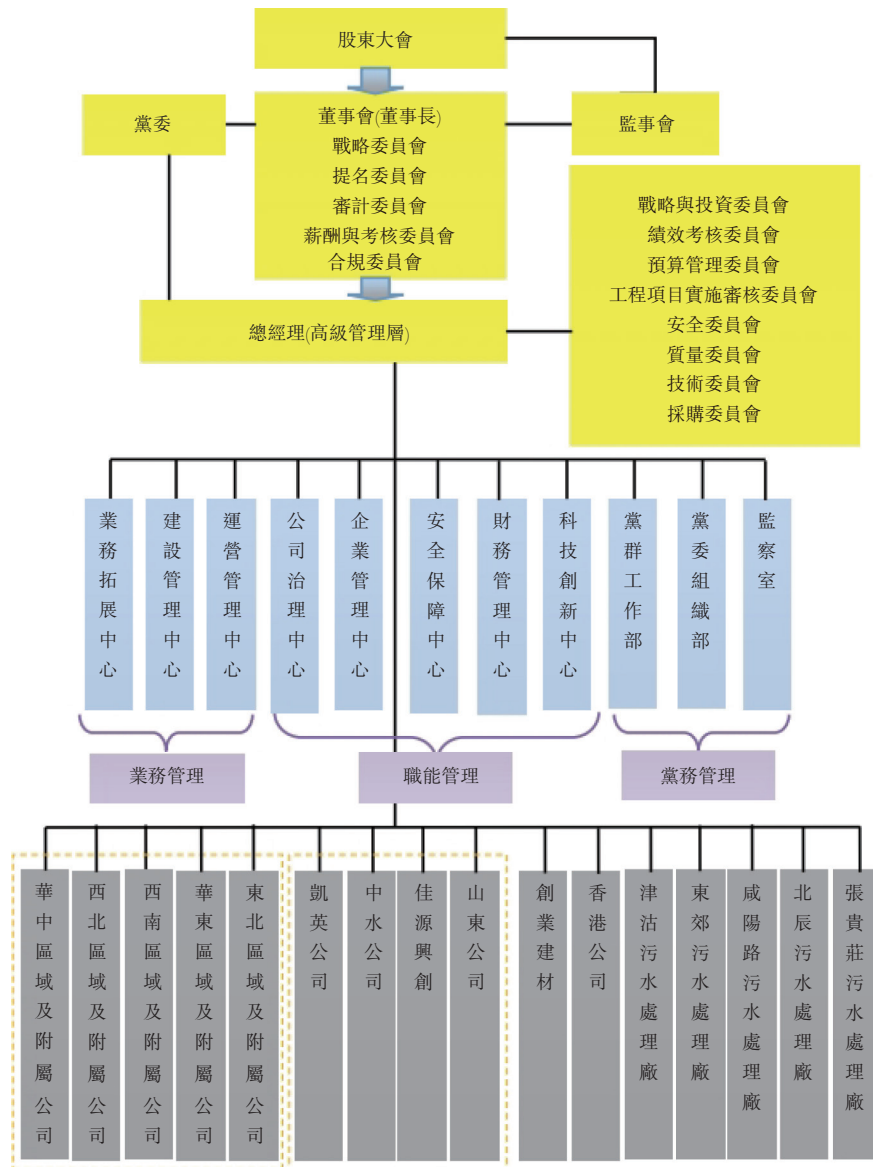 股東大會
黨委
董事會(董事長)
戰略委員會
提名委員會
審計委員會
薪酬與考核委員會
合規委員會
監事會
戰略與投資委員會
績效考核委員會
預算管理委員會
工程項目實施審核委員會
安全委員會
質量委員會
技術委員會
採購委員會
總經理(高級管理層)
業務拓展中心
建設管理中心
運營管理中心
公司治理中心
企業管理中心
安全保障中心
財務管理中心
科技創新中心
黨群工作部
黨委組織部
監察室
業務管理
職能管理
黨務管理
華中區域及附屬公司
西北區域及附屬公司
西南區域及附屬公司
華東區域及附屬公司
東北區域及附屬公司
凱英公司
中水公司
佳源興創
山東公司
創業建材
香港公司
津沽污水處理廠
東郊污水處理廠
咸陽路污水處理廠
北辰污水處理廠
張貴莊污水處理廠